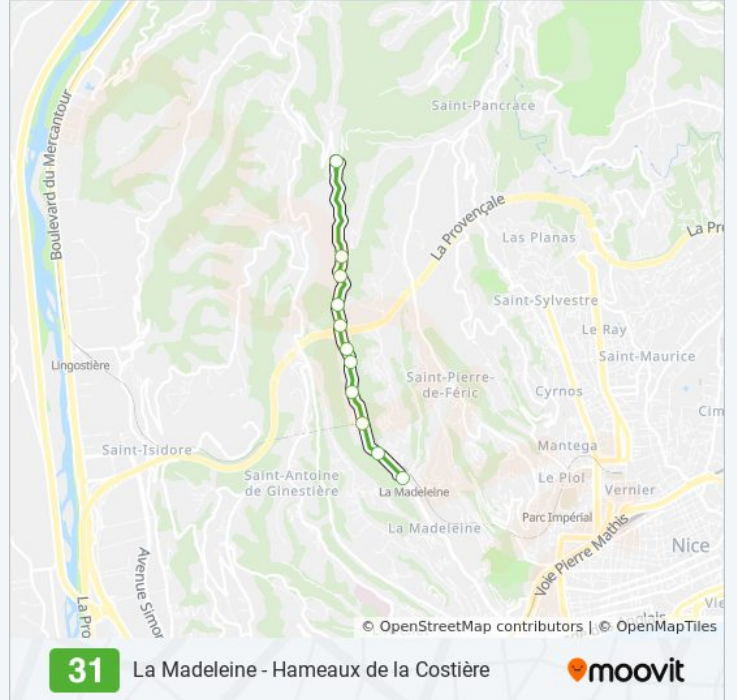 Saint-Pancrace
Boulevard du Mercantour
La Provençale
Las Planas
La Pr
Saint-Sylvestre
Le Ray
Saint-Maurice
Lingostière
Saint-Pierre-
de-Féric
Cyrnos
Cim
Saint-Isidore
Mantega
Saint-Antoine
de Ginestière
Le Piol
Vernier
La Madeleine
Parc Impérial
La Madeleine
Voie Pierre Mathis
Nice
Avenue Simon
La Pro
Vie
© OpenStreetMap contributors | © OpenMapTiles
31 La Madeleine - Hameaux de la Costière
moovit